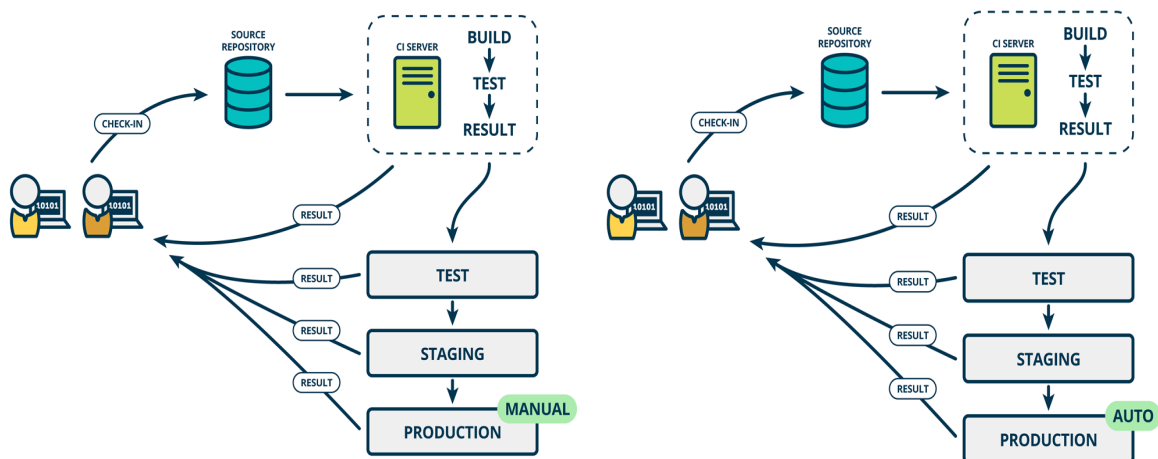 SOURCE
REPOSITORY
CI SERVER
BUILD
TEST
RESULT
CHECK-IN
10101
10101
RESULT
RESULT
TEST
RESULT
STAGING
RESULT
MANUAL
PRODUCTION
SOURCE
REPOSITORY
CI SERVER
BUILD
TEST
RESULT
CHECK-IN
10101
10101
RESULT
RESULT
TEST
RESULT
STAGING
RESULT
AUTO
PRODUCTION